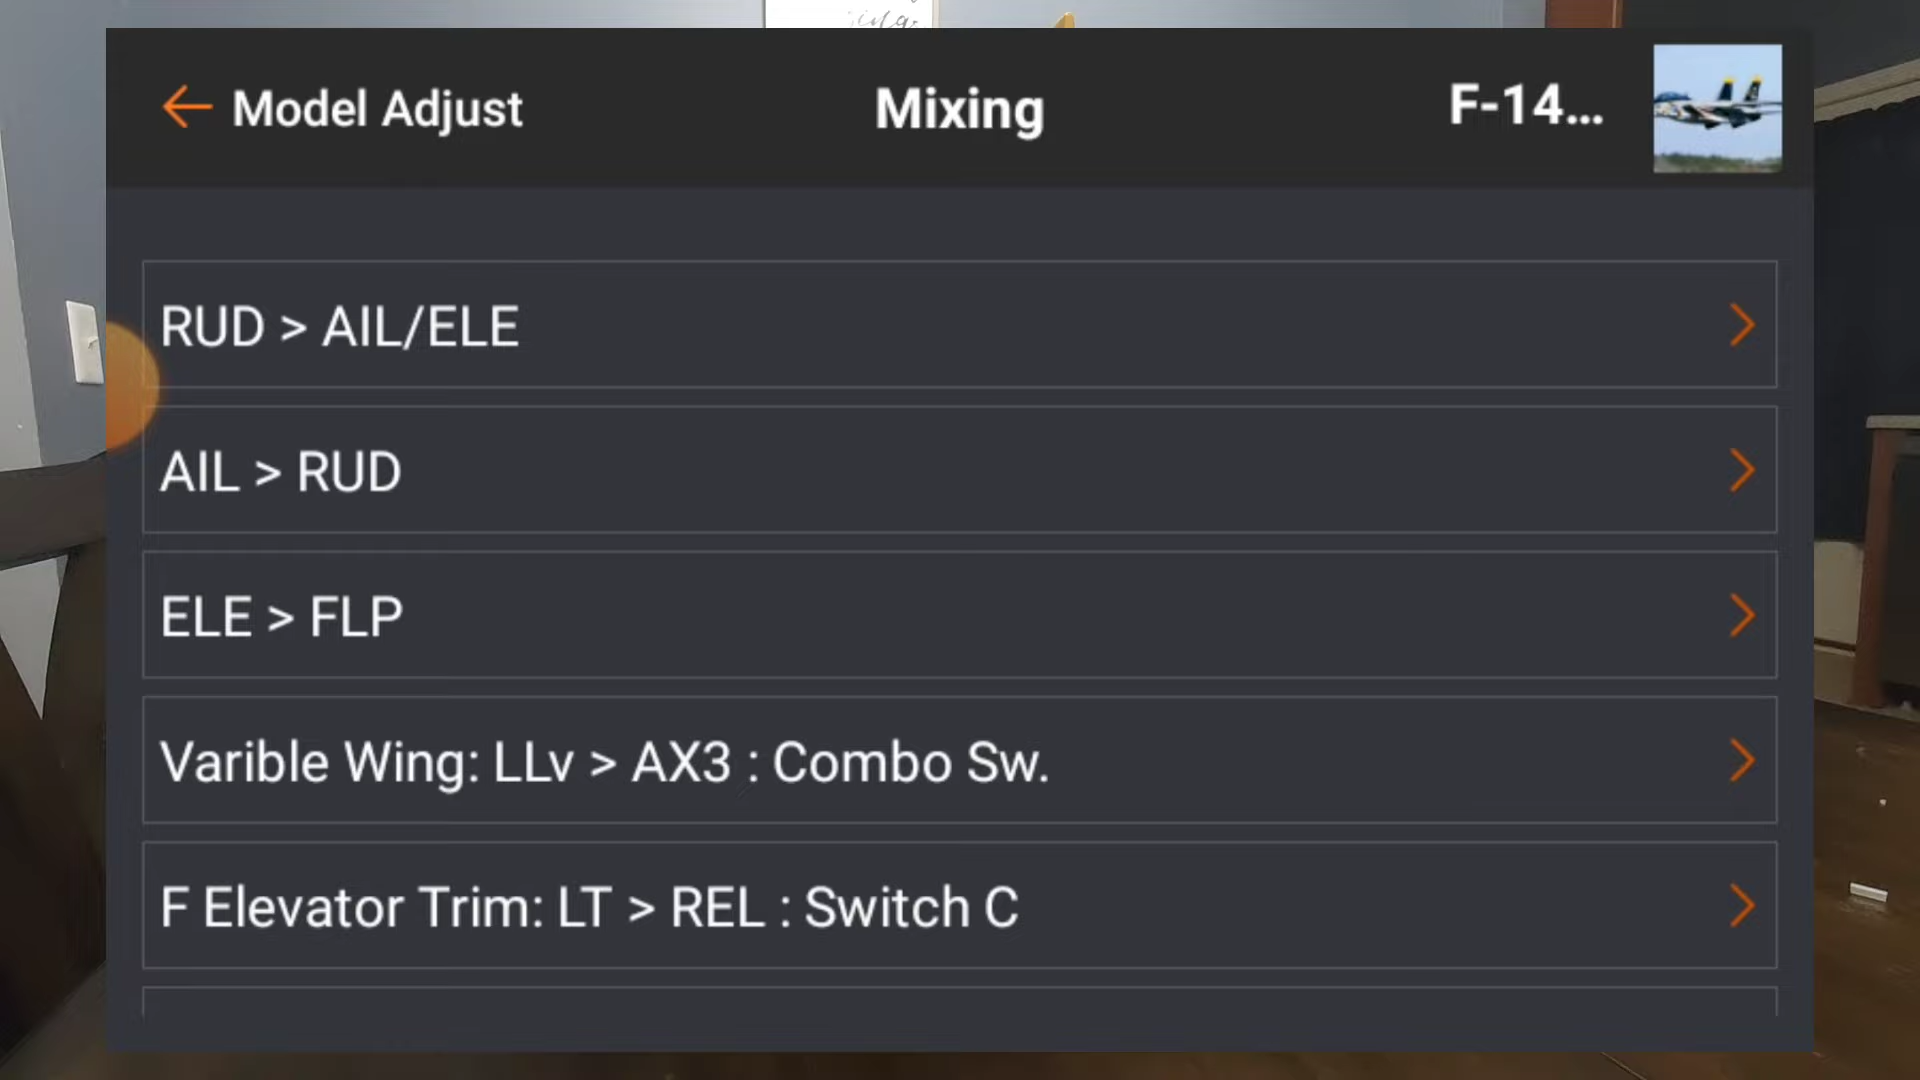 Model Adjust
Mixing
F-14...
RUD > AIL/ELE
AIL > RUD
ELE > FLP
Varible Wing: LLv > AX3 : Combo Sw.
F Elevator Trim: LT > REL : Switch C